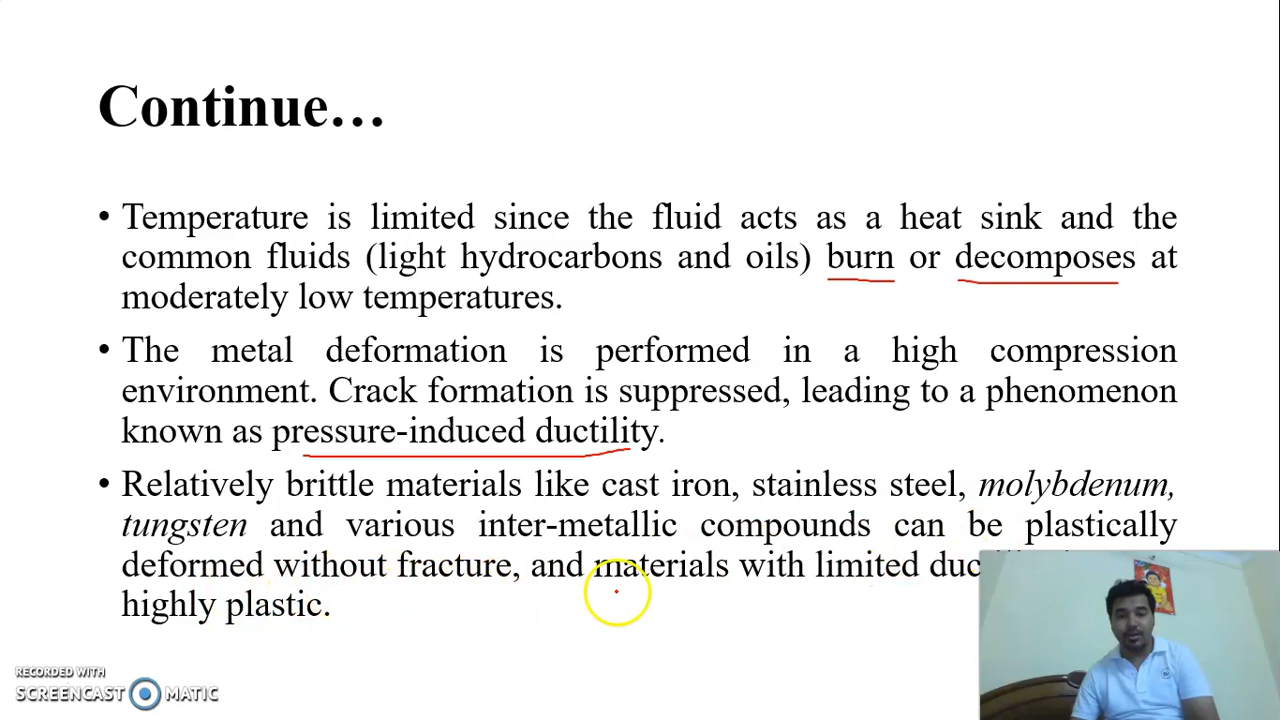 Continue…
• Temperature is limited since the fluid acts as a heat sink and the
common fluids (light hydrocarbons and oils) burn or decomposes at
moderately low temperatures.
• The metal deformation is performed in a high compression
environment. Crack formation is suppressed, leading to a phenomenon
known as pressure-induced ductility.
• Relatively brittle materials like cast iron, stainless steel, molybdenum,
tungsten and various inter-metallic compounds can be plastically
deformed without fracture, and materials with limited
highly plastic.
RECORDED WITH
SCREENCAST MATIC